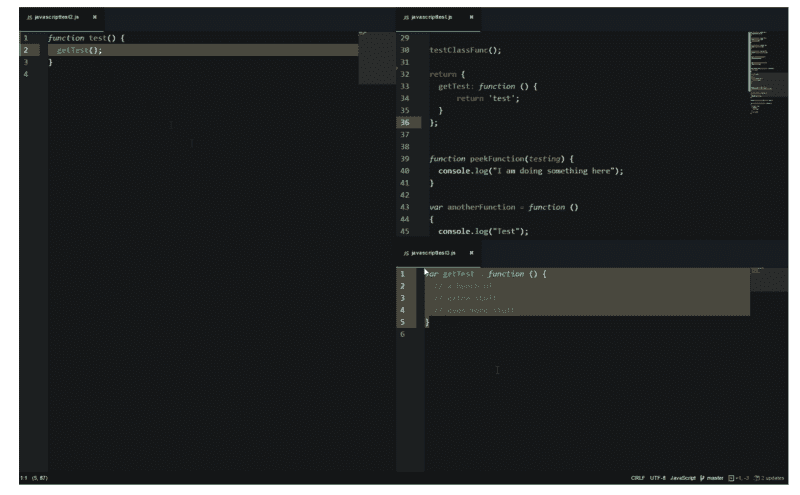 JS javascripttest2.js ×
1 function test() {
2 getTest();
3 }
4
JS javascripttest.js ×
29
30 testClassFunc();
31
32 return {
33 getTest: function () {
34 return 'test';
35 }
36 };
37
38
39 function peekFunction(testing) {
40 console.log("I am doing something here");
41 }
42
43 var anotherFunction = function ()
44 {
45 console.log("Test");
JS javascripttest3.js ×
1 var getTest = function () {
2 // a bunch of
3 // extra stuff
4 // even more stuff
5 }
6
1:1 (5, 87)
CRLF UTF-8 JavaScript master +1, -2 2 updates